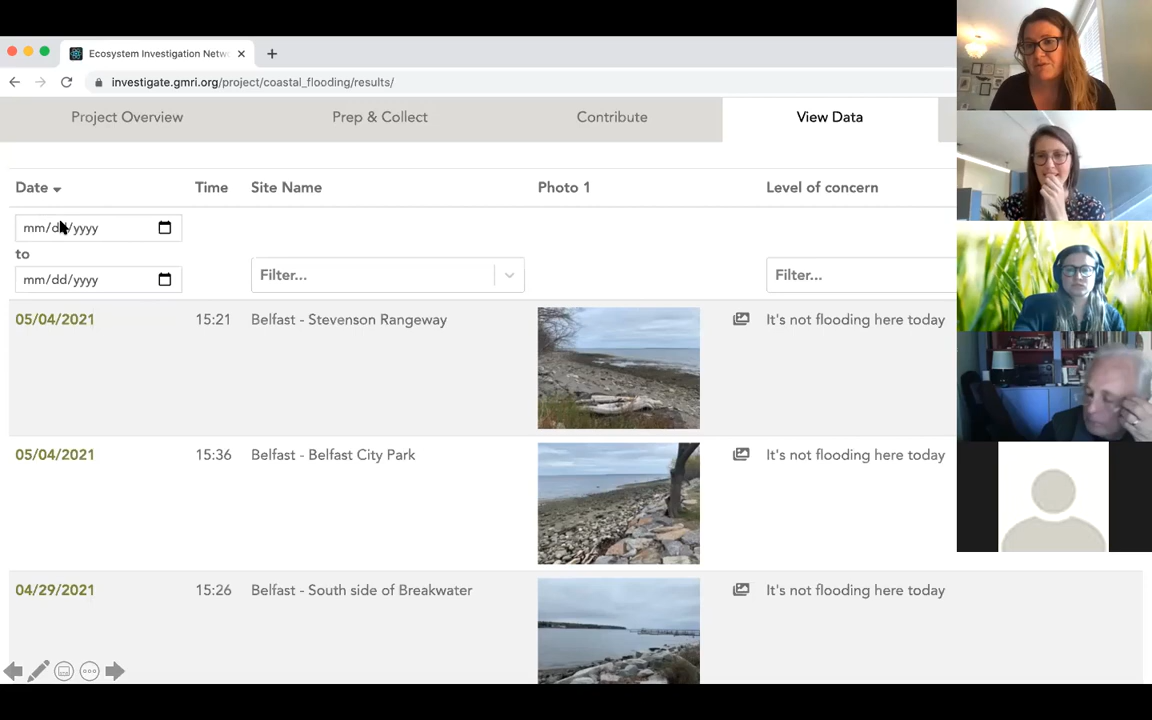 Ecosystem Investigation Netw
investigate.gmri.org/project/coastal_flooding/results/
Project Overview
Prep & Collect
Contribute
View Data
Date
Time
Site Name
Photo 1
Level of concern
mm/dd/yyyy
to
mm/dd/yyyy
Filter...
Filter...
05/04/2021
15:21
Belfast - Stevenson Rangeway
It's not flooding here today
05/04/2021
15:36
Belfast - Belfast City Park
It's not flooding here today
04/29/2021
15:26
Belfast - South side of Breakwater
It's not flooding here today